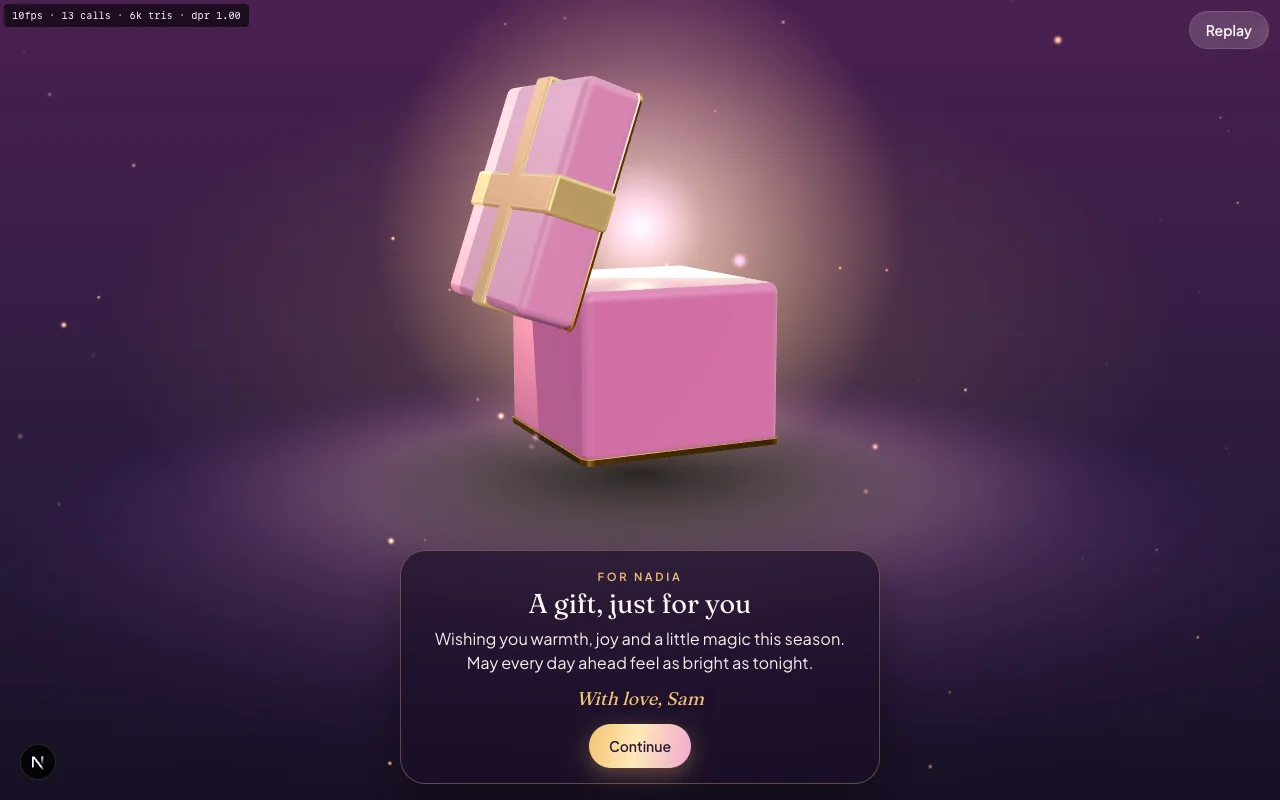 10fps · 13 calls · 6k tris · dpr 1.00
Replay
FOR NADIA
A gift, just for you
Wishing you warmth, joy and a little magic this season.
May every day ahead feel as bright as tonight.
With love, Sam
Continue
N